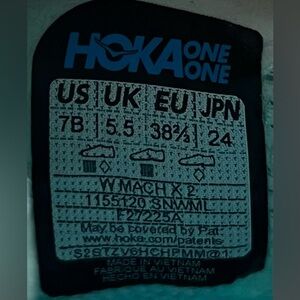 HOKA ONE ONE
US UK EU JPN
7B 5.5 38⅔ 24
W MACH X 2
1155120 SNWML
F27225A
May be covered by Pat.
www.hoka.com/patents
MADE IN VIETNAM
FABRIQUÉ AU VIETNAM
HECHO EN VIETNAM